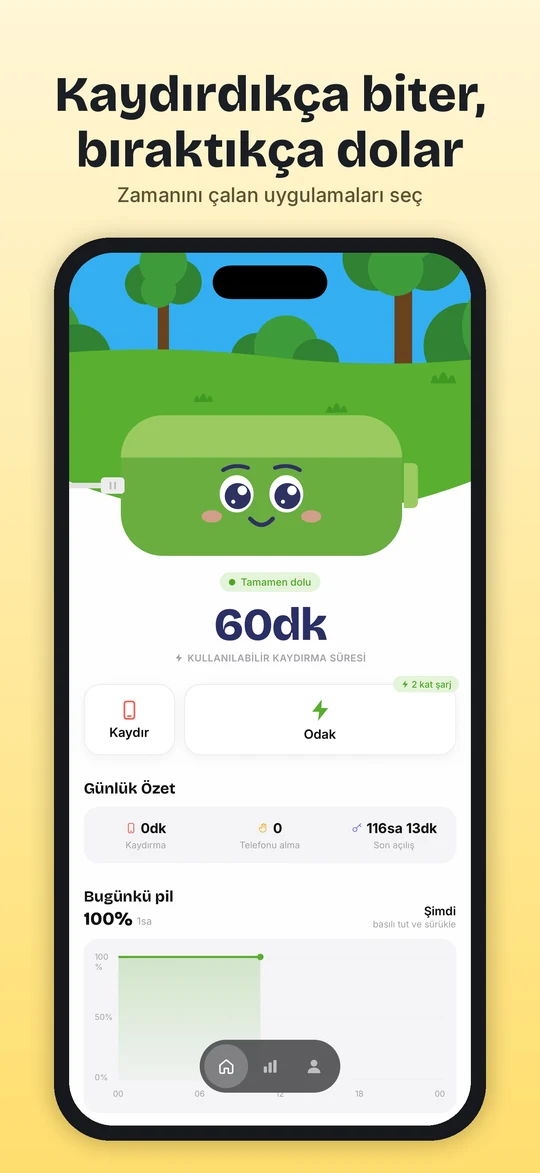 Kaydırdıkça biter,
bıraktıkça dolar
Zamanını çalan uygulamaları seç
Tamamen dolu
60dk
KULLANILABİLİR KAYDIRMA SÜRESİ
2 kat şarj
Kaydır
Odak
Günlük Özet
0dk
0
116sa 13dk
Kaydırma
Telefonu alma
Son açılış
Bugünkü pil
100% 1sa
Şimdi
basılı tut ve sürükle
100
%
50%
0%
00
06
12
18
00